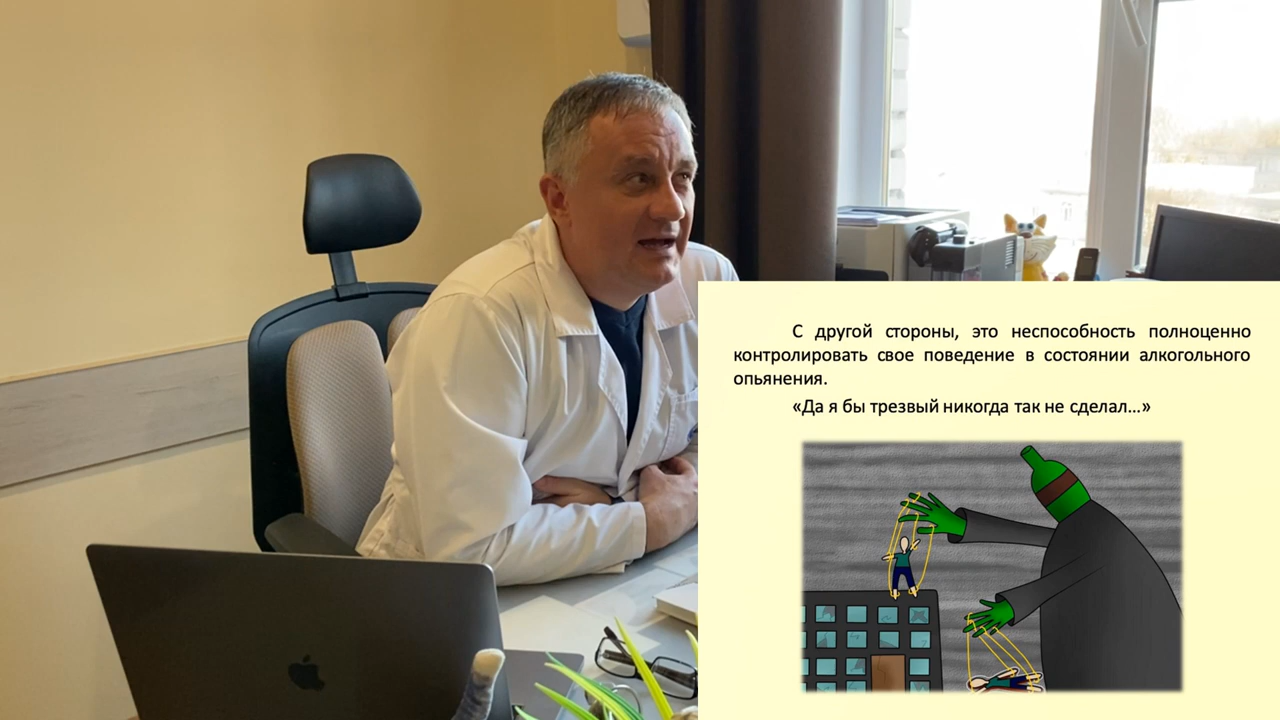 С другой стороны, это неспособность полноценно
контролировать свое поведение в состоянии алкогольного
опьянения.
«Да я бы трезвый никогда так не сделал…»